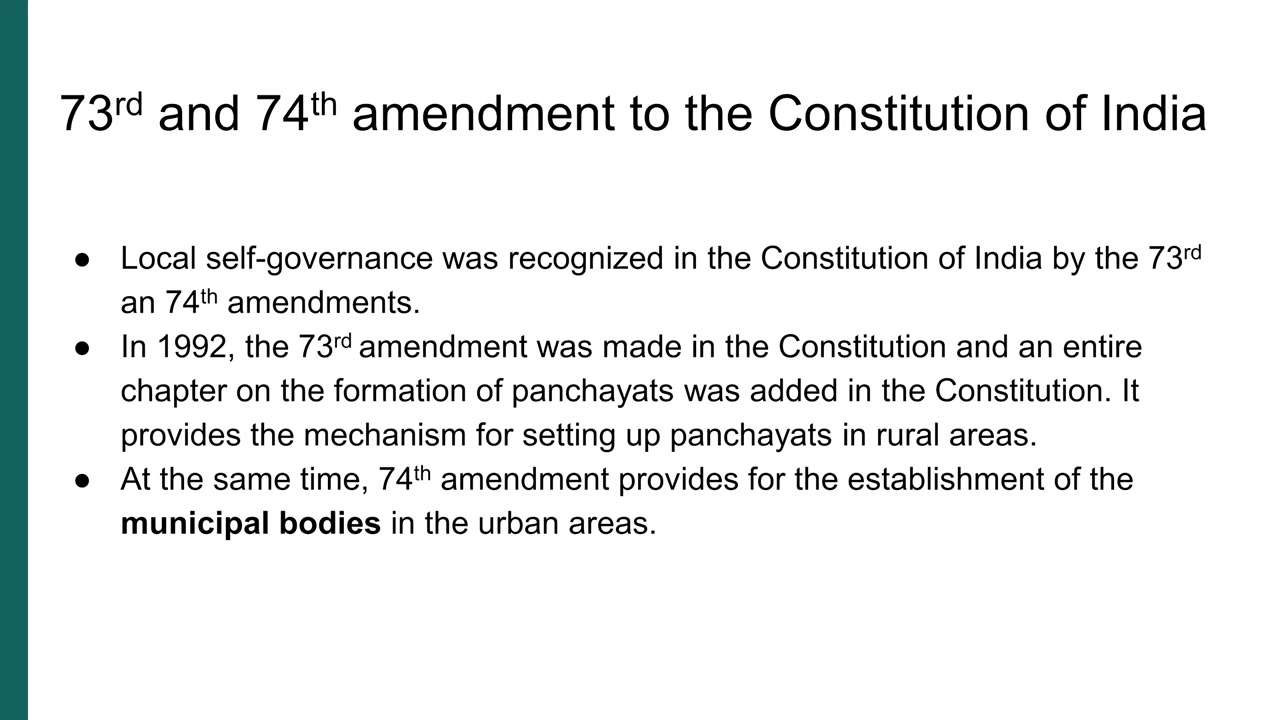 73rd and 74th amendment to the Constitution of India
● Local self-governance was recognized in the Constitution of India by the 73rd
an 74th amendments.
● In 1992, the 73rd amendment was made in the Constitution and an entire
chapter on the formation of panchayats was added in the Constitution. It
provides the mechanism for setting up panchayats in rural areas.
● At the same time, 74th amendment provides for the establishment of the
municipal bodies in the urban areas.